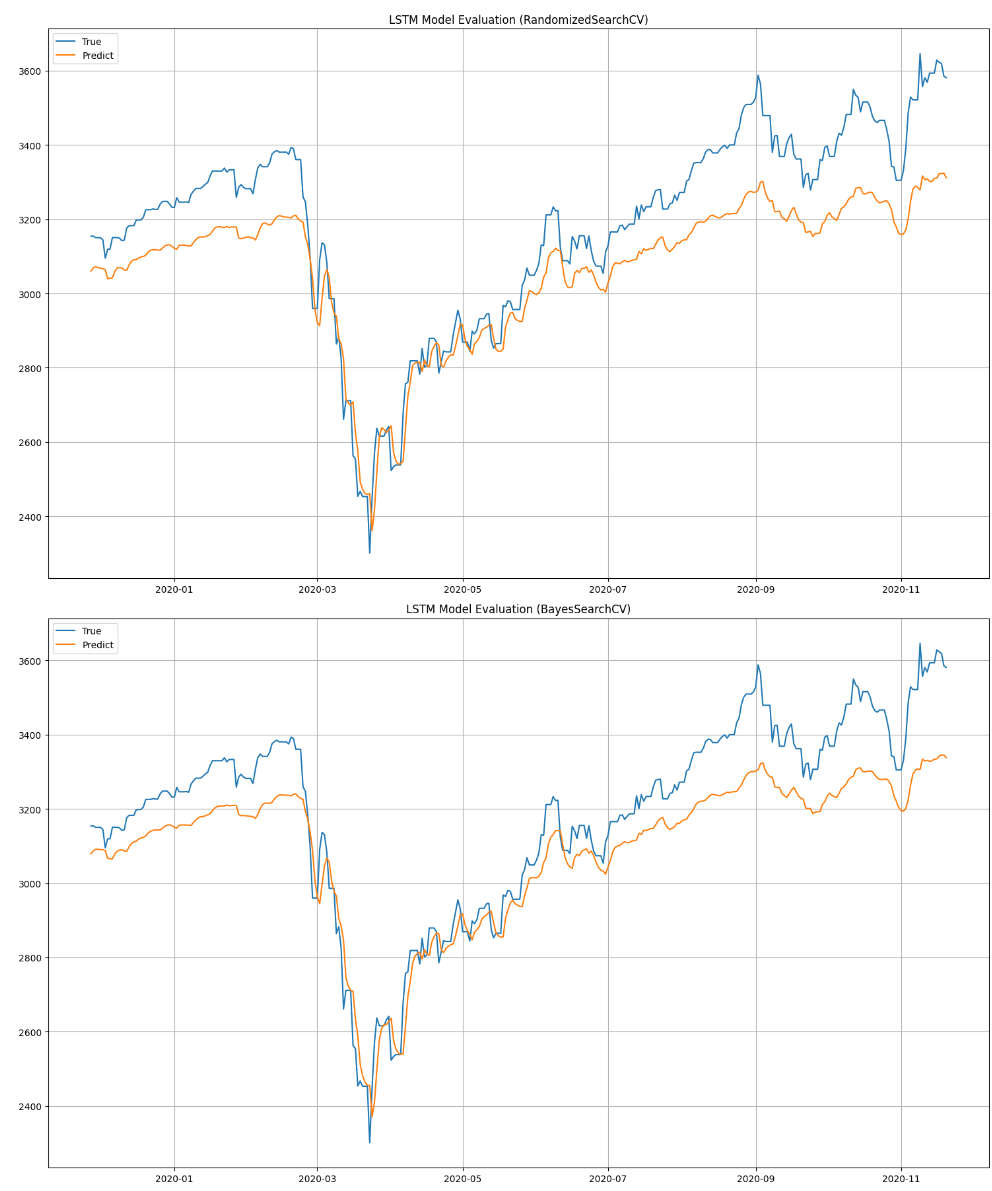 LSTM Model Evaluation (RandomizedSearchCV)
True
Predict
3600
3400
3200
3000
2800
2600
2400
2020-01 2020-03 2020-05 2020-07 2020-09 2020-11
LSTM Model Evaluation (BayesSearchCV)
True
Predict
3600
3400
3200
3000
2800
2600
2400
2020-01 2020-03 2020-05 2020-07 2020-09 2020-11